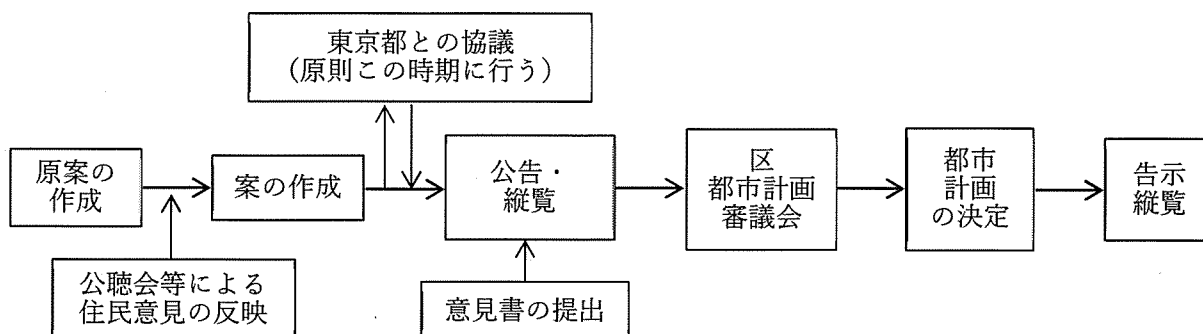 東京都との協議
(原則この時期に行う)
原案の
作成
案の作成
公告・
縦覧
区
都市計画
審議会
都市
計画
の決定
告示
縦覧
公聴会等による
住民意見の反映
意見書の提出